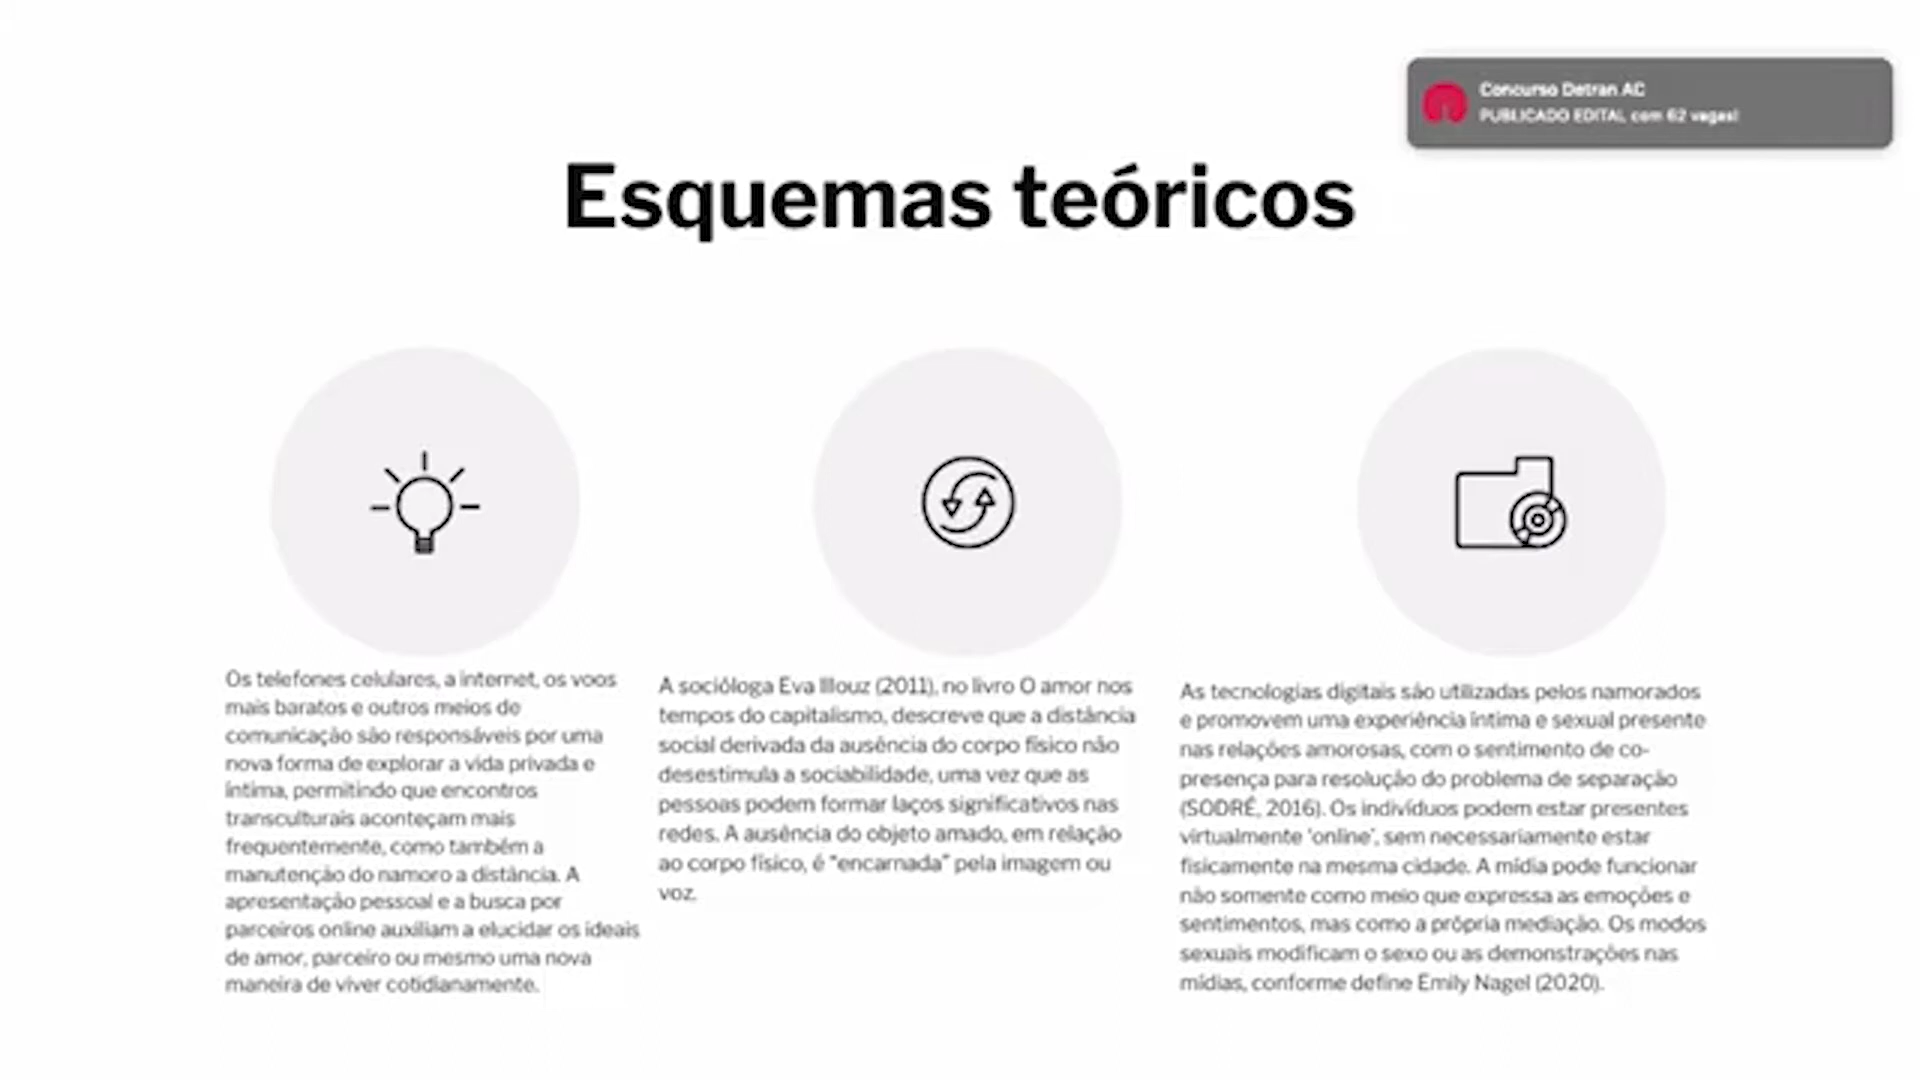 Concurso Detran AC
PUBLICADO EDITAL com 62 vagas!
Esquemas teóricos
Os telefones celulares, a internet, os voos
mais baratos e outros meios de
comunicação são responsáveis por uma
nova forma de explorar a vida privada e
íntima, permitindo que encontros
transculturais aconteçam mais
frequentemente, como também a
manutenção do namoro a distância. A
apresentação pessoal e a busca por
parceiros online auxiliam a elucidar os ideais
de amor, parceiro ou mesmo uma nova
maneira de viver cotidianamente.
A socióloga Eva Illouz (2011), no livro O amor nos
tempos do capitalismo, descreve que a distância
social derivada da ausência do corpo físico não
desestimula a sociabilidade, uma vez que as
pessoas podem formar laços significativos nas
redes. A ausência do objeto amado, em relação
ao corpo físico, é "encarnada" pela imagem ou
voz.
As tecnologias digitais são utilizadas pelos namorados
e promovem uma experiência íntima e sexual presente
nas relações amorosas, com o sentimento de co-
presença para resolução do problema de separação
(SODRÉ, 2016). Os indivíduos podem estar presentes
virtualmente 'online', sem necessariamente estar
fisicamente na mesma cidade. A mídia pode funcionar
não somente como meio que expressa as emoções e
sentimentos, mas como a própria mediação. Os modos
sexuais modificam o sexo ou as demonstrações nas
mídias, conforme define Emily Nagel (2020).